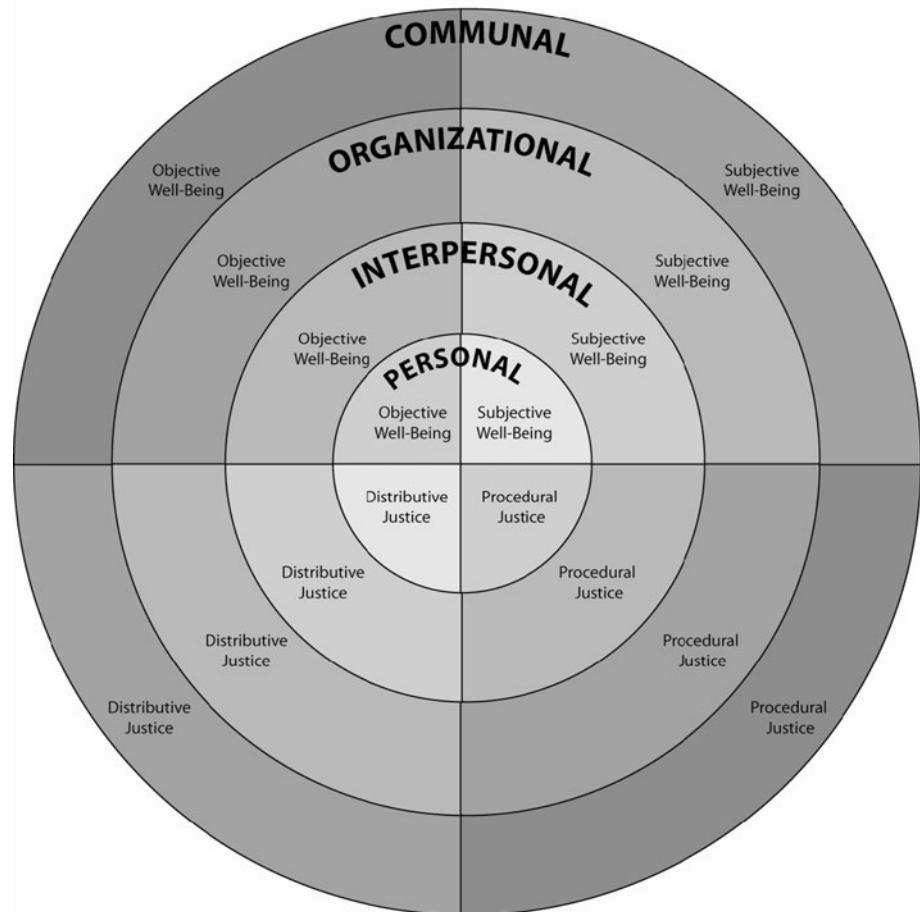 COMMUNAL
ORGANIZATIONAL
INTERPERSONAL
PERSONAL
Objective
Well-Being
Subjective
Well-Being
Objective
Well-Being
Subjective
Well-Being
Objective
Well-Being
Subjective
Well-Being
Objective
Well-Being
Subjective
Well-Being
Distributive
Justice
Procedural
Justice
Distributive
Justice
Procedural
Justice
Distributive
Justice
Procedural
Justice
Distributive
Justice
Procedural
Justice